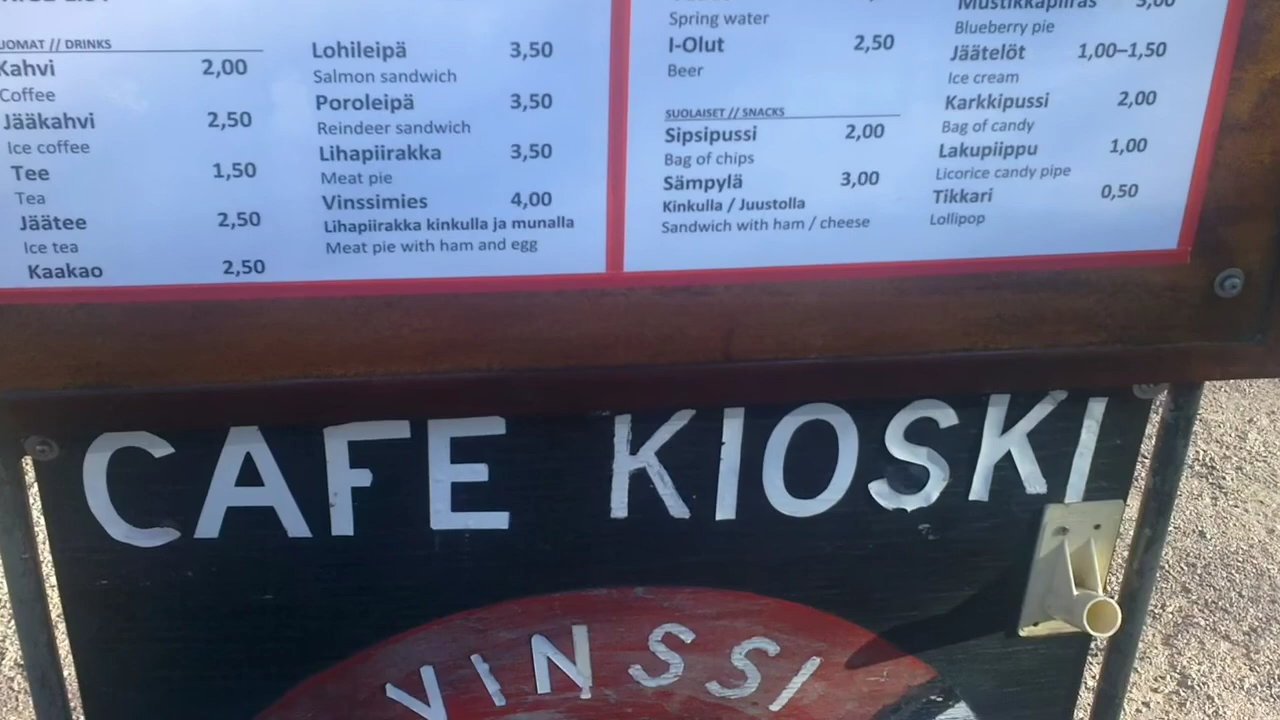 JUOMAT // DRINKS
Kahvi 2,00
Coffee
Jääkahvi 2,50
Ice coffee
Tee 1,50
Tea
Jäätee 2,50
Ice tea
Kaakao 2,50
Lohileipä 3,50
Salmon sandwich
Poroleipä 3,50
Reindeer sandwich
Lihapiirakka 3,50
Meat pie
Vinssimies 4,00
Lihapiirakka kinkulla ja munalla
Meat pie with ham and egg
Spring water
I-Olut 2,50
Beer
SUOLAISET // SNACKS
Sipsipussi 2,00
Bag of chips
Sämpylä 3,00
Kinkulla / Juustolla
Sandwich with ham / cheese
Mustikkapiiras 3,00
Blueberry pie
Jäätelöt 1,00–1,50
Ice cream
Karkkipussi 2,00
Bag of candy
Lakupiippu 1,00
Licorice candy pipe
Tikkari 0,50
Lollipop
CAFE KIOSKI
VINSSI